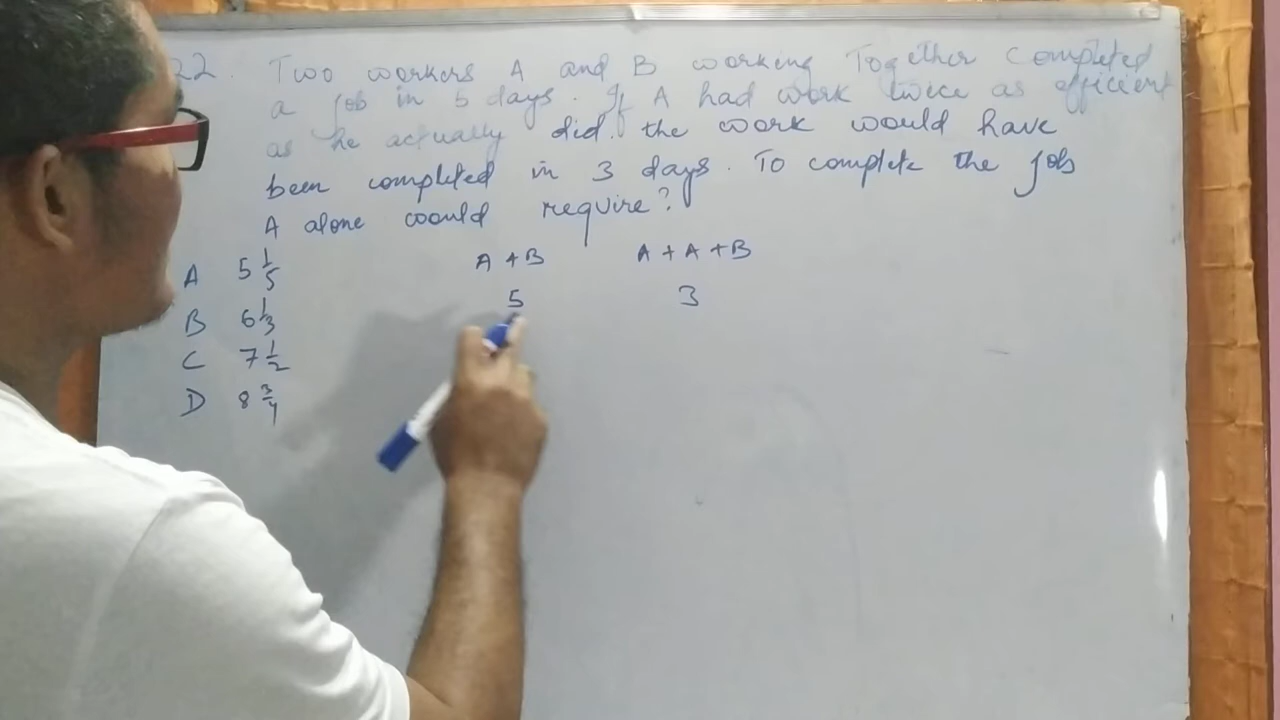 22. Two workers A and B working Together Completed
a job in 5 days. If A had work twice as efficient
as he actually did. the work would have
been completed in 3 days. To complete the job
A alone would require?
A 5 1/5
B 6 1/3
C 7 1/2
D 8 3/4
A + B
5
A + A + B
3